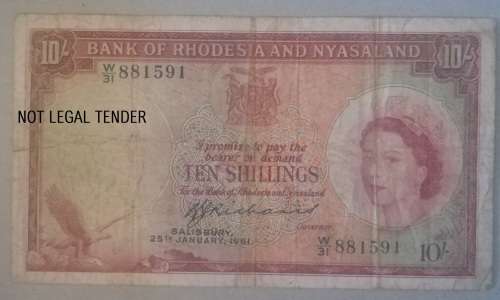 10/- BANK OF RHODESIA AND NYASALAND 10/-
W/31 881591
NOT LEGAL TENDER
I promise to pay the
bearer on demand
TEN SHILLINGS
for the Bank of Rhodesia and Nyasaland
Governor
SALISBURY,
25TH JANUARY, 1961
W/31 881591 10/-